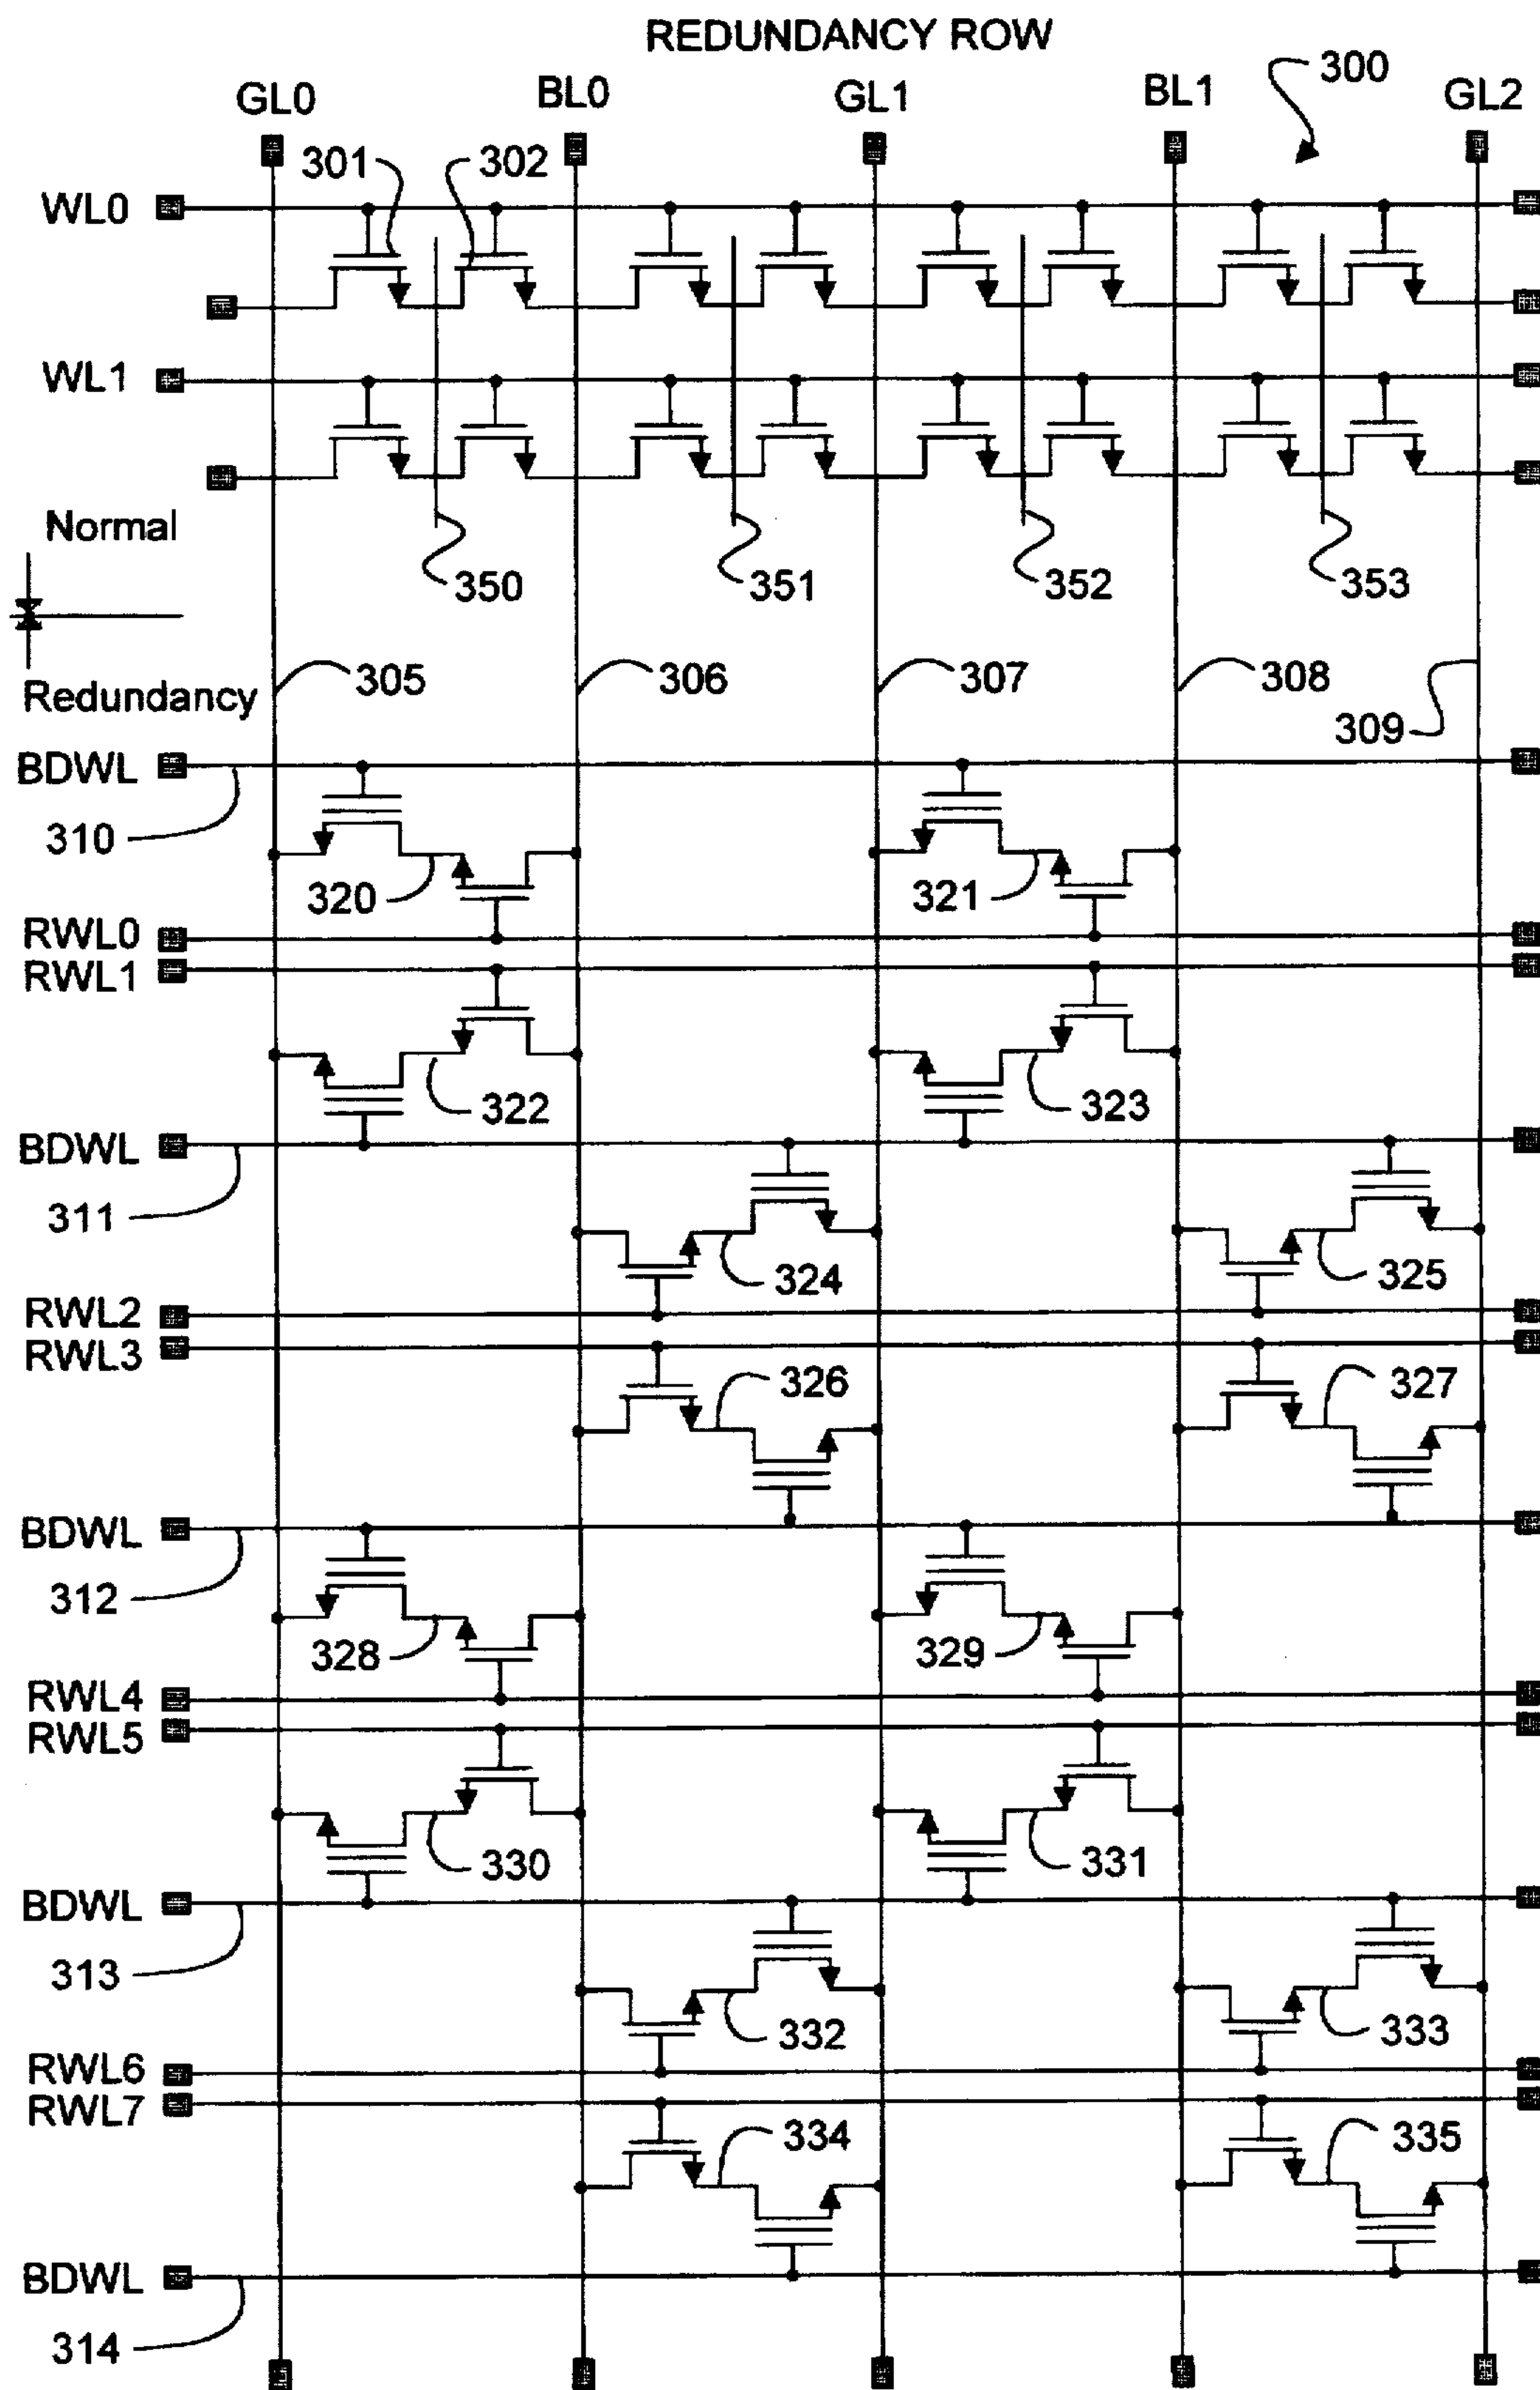 REDUNDANCY ROW
300
GL0 BL0 GL1 BL1 GL2
301 302
WL0
WL1
Normal
350 351 352 353
Redundancy
305 306 307 308 309
BDWL
310
320 321
RWL0
RWL1
322 323
BDWL
311
324 325
RWL2
RWL3
326 327
BDWL
312
328 329
RWL4
RWL5
330 331
BDWL
313
332 333
RWL6
RWL7
334 335
BDWL
314